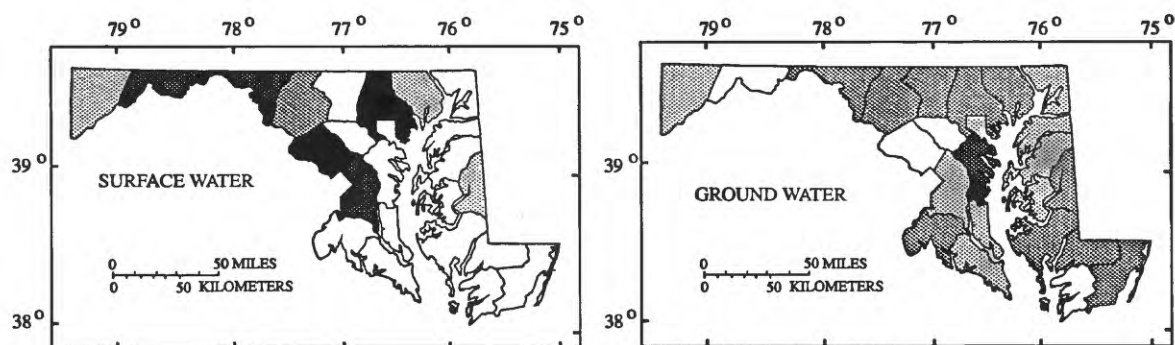 79° 78° 77° 76° 75°
39°
SURFACE WATER
0 50 MILES
0 50 KILOMETERS
38°
79° 78° 77° 76° 75°
39°
GROUND WATER
0 50 MILES
0 50 KILOMETERS
38°